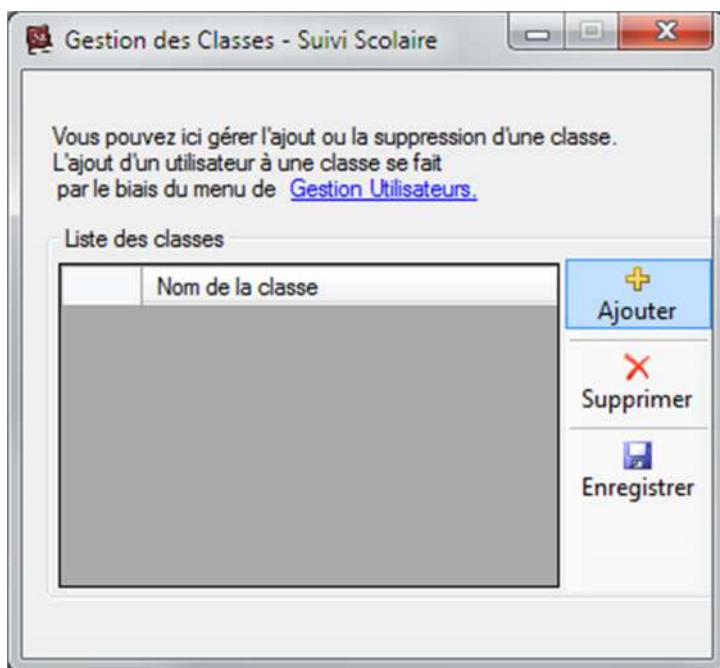 Gestion des Classes - Suivi Scolaire
Vous pouvez ici gérer l'ajout ou la suppression d'une classe.
L'ajout d'un utilisateur à une classe se fait
par le biais du menu de Gestion Utilisateurs.
Liste des classes
Nom de la classe
Ajouter
Supprimer
Enregistrer